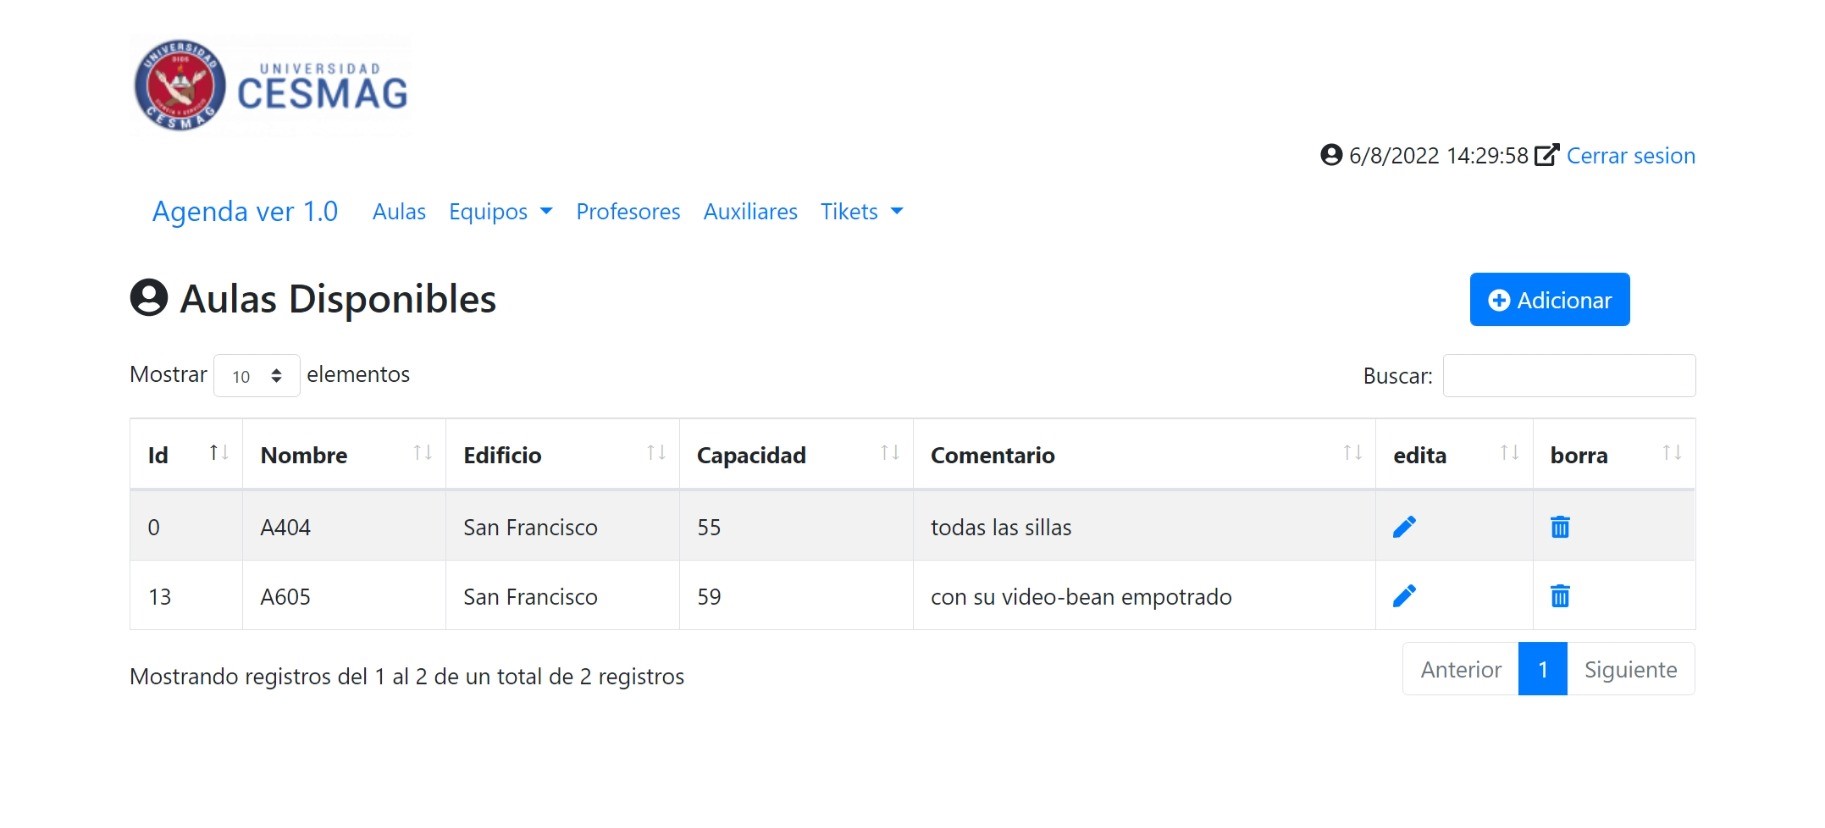 UNIVERSIDAD
CESMAG
UNIVERSIDAD
CESMAG
6/8/2022 14:29:58 Cerrar sesion
Agenda ver 1.0 Aulas Equipos Profesores Auxiliares Tikets
Aulas Disponibles Adicionar
Mostrar 10 elementos Buscar:
Id Nombre Edificio Capacidad Comentario edita borra
0 A404 San Francisco 55 todas las sillas
13 A605 San Francisco 59 con su video-bean empotrado
Mostrando registros del 1 al 2 de un total de 2 registros Anterior 1 Siguiente